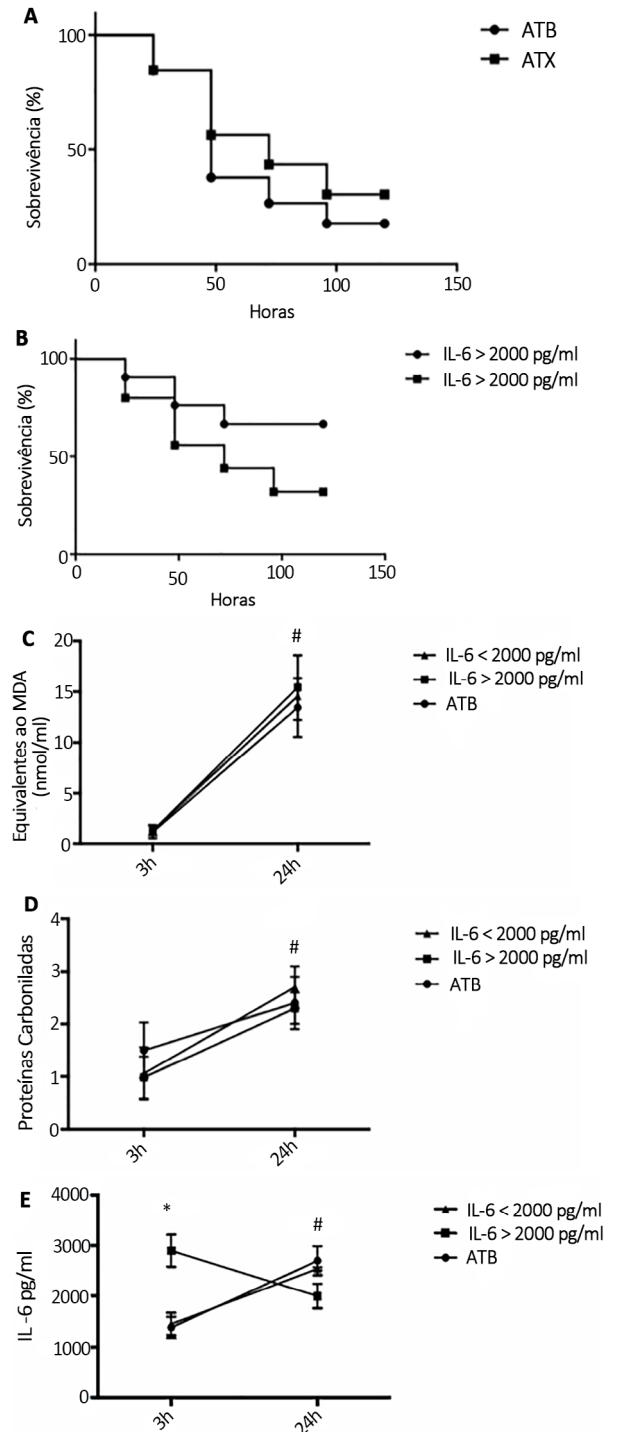 A
100
50
0
0
50
100
150
Sobrevivência (%)
Horas
ATB
ATX
B
100
50
0
0
50
100
150
Sobrevivência (%)
Horas
IL-6 > 2000 pg/ml
IL-6 > 2000 pg/ml
C
20
15
10
5
0
Equivalentes ao MDA
(nmol/ml)
#
3h
24h
IL-6 < 2000 pg/ml
IL-6 > 2000 pg/ml
ATB
D
4
3
2
1
0
Proteínas Carboniladas
#
3h
24h
IL-6 < 2000 pg/ml
IL-6 > 2000 pg/ml
ATB
E
4000
3000
2000
1000
0
IL -6 pg/ml
*
#
3h
24h
IL-6 < 2000 pg/ml
IL-6 > 2000 pg/ml
ATB